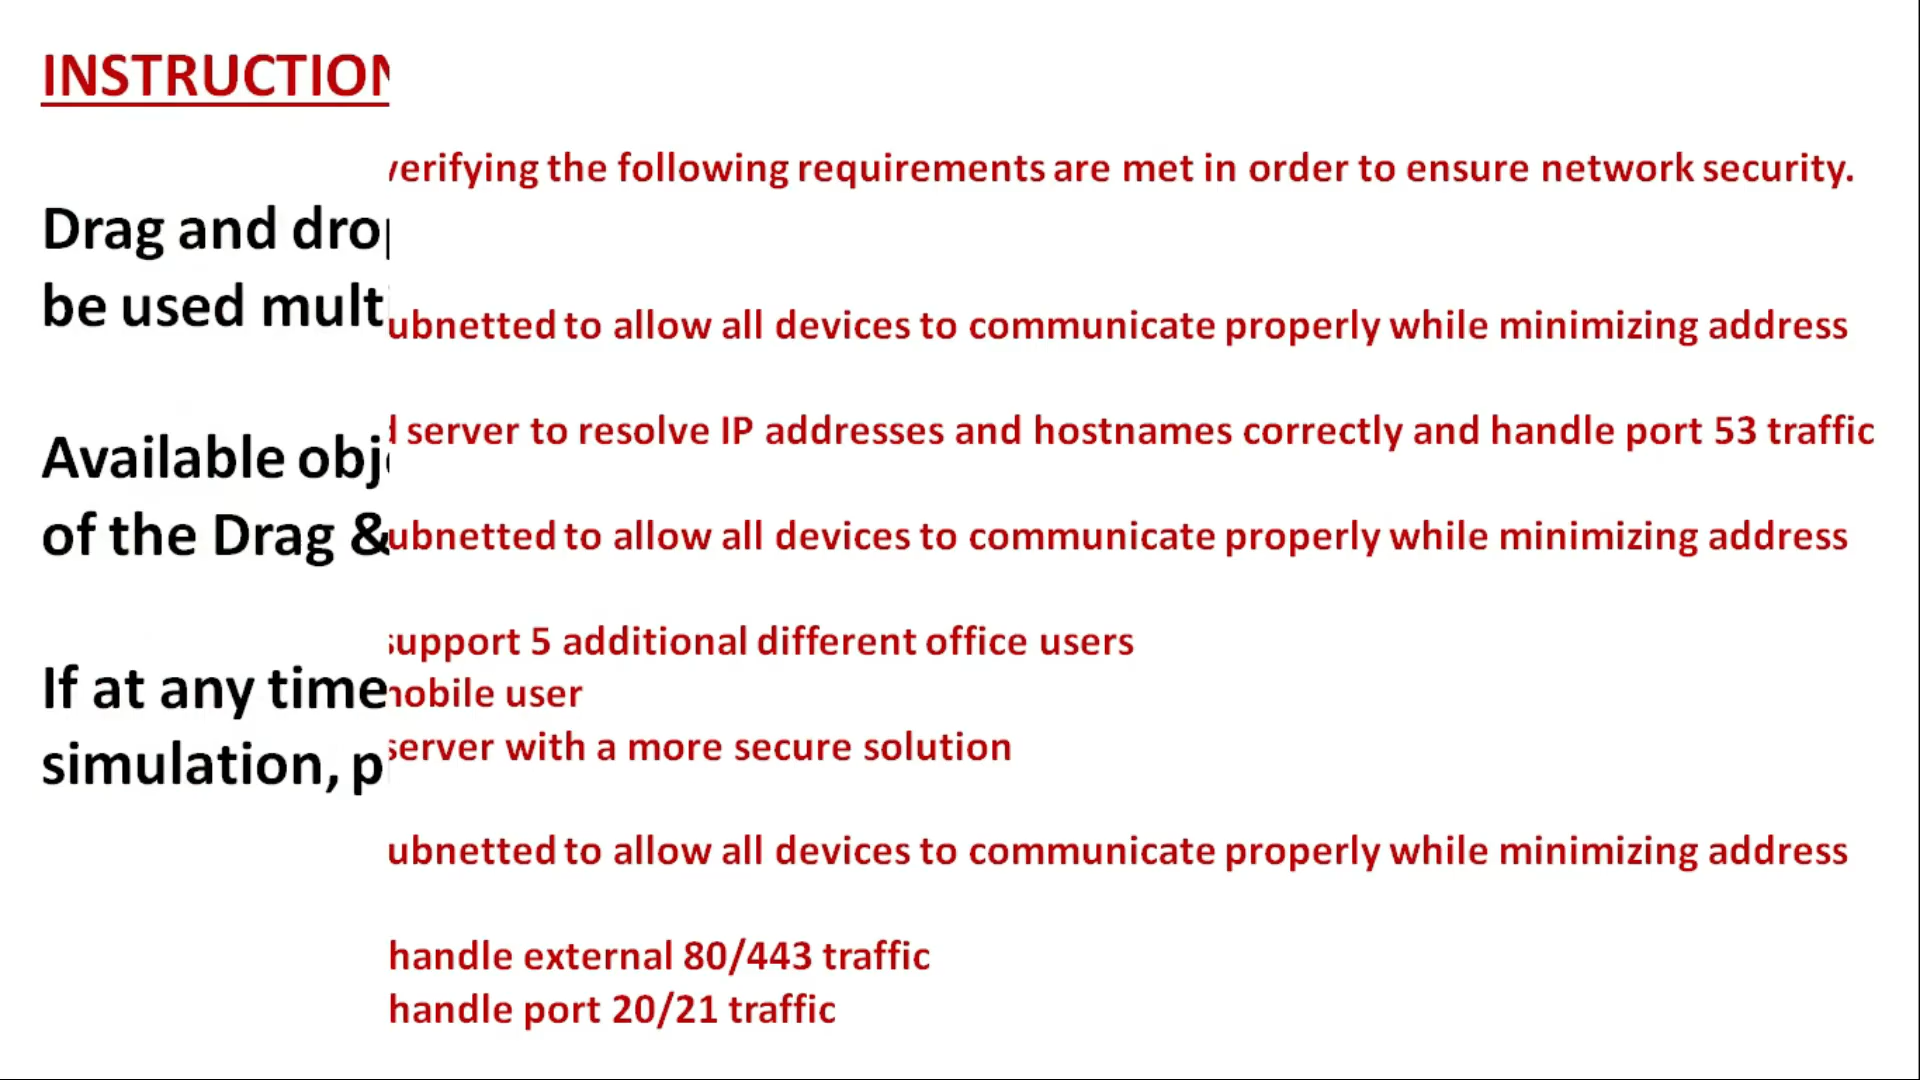 INSTRUCTION
verifying the following requirements are met in order to ensure network security.
Drag and drop
be used multi
ubnetted to allow all devices to communicate properly while minimizing address
Available obj
server to resolve IP addresses and hostnames correctly and handle port 53 traffic
of the Drag &
ubnetted to allow all devices to communicate properly while minimizing address
support 5 additional different office users
If at any time
mobile user
server with a more secure solution
simulation, p
ubnetted to allow all devices to communicate properly while minimizing address
handle external 80/443 traffic
handle port 20/21 traffic